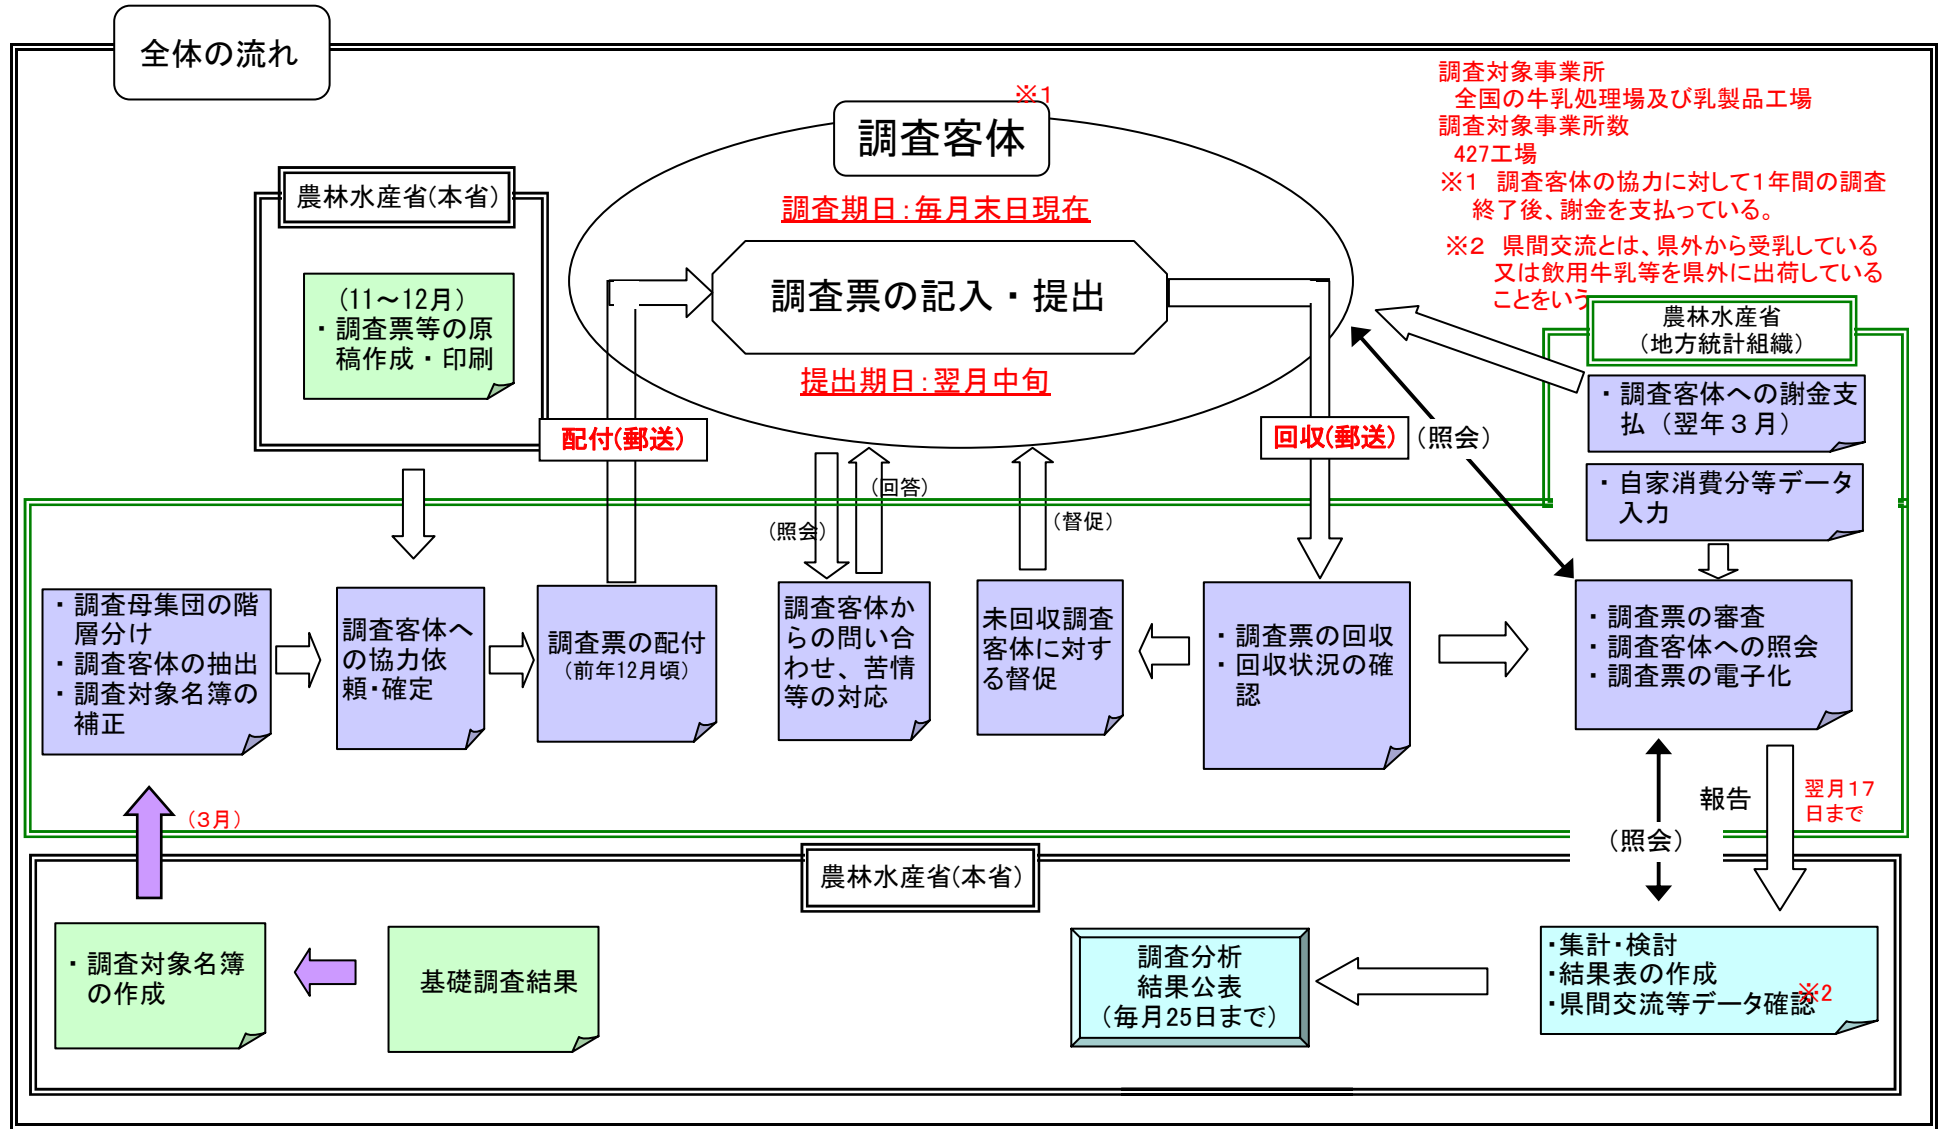 全体の流れ
※1
調査客体
調査対象事業所
全国の牛乳処理場及び乳製品工場
調査対象事業所数
427工場
※1 調査客体の協力に対して1年間の調査
終了後、謝金を支払っている。
※2 県間交流とは、県外から受乳している
又は飲用牛乳等を県外に出荷している
ことをいう
農林水産省(本省)
調査期日:毎月末日現在
調査票の記入・提出
提出期日:翌月中旬
(11~12月)
・調査票等の原
稿作成・印刷
農林水産省
(地方統計組織)
・調査客体への謝金支
払(翌年3月)
・自家消費分等データ
入力
配付(郵送)
回収(郵送)
(照会)
(回答)
(照会)
(督促)
・調査母集団の階
層分け
・調査客体の抽出
・調査対象名簿の
補正
調査客体へ
の協力依
頼・確定
調査票の配付
(前年12月頃)
調査客体か
らの問い合
わせ、苦情
等の対応
未回収調査
客体に対す
る督促
・調査票の回収
・回収状況の確
認
・調査票の審査
・調査客体への照会
・調査票の電子化
(3月)
報告
翌月17
日まで
(照会)
農林水産省(本省)
・調査対象名簿
の作成
基礎調査結果
調査分析
結果公表
(毎月25日まで)
・集計・検討
・結果表の作成
・県間交流等データ確認
※2